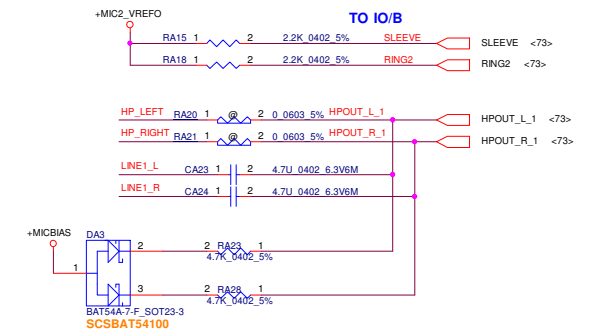 TO IO/B
+MIC2_VREFO
RA15 1 2 2.2K_0402_5% SLEEVE SLEEVE <73>
RA18 1 2 2.2K_0402_5% RING2 RING2 <73>
HP_LEFT RA20 1 @ 2 0_0603_5% HPOUT_L_1 HPOUT_L_1 <73>
HP_RIGHT RA21 1 @ 2 0_0603_5% HPOUT_R_1 HPOUT_R_1 <73>
LINE1_L CA23 1 2 4.7U_0402_6.3V6M
LINE1_R CA24 1 2 4.7U_0402_6.3V6M
+MICBIAS
DA3
2 2 RA23 1
4.7K_0402_5%
1
3 2 RA28 1
4.7K_0402_5%
BAT54A-7-F_SOT23-3
SCSBAT54100